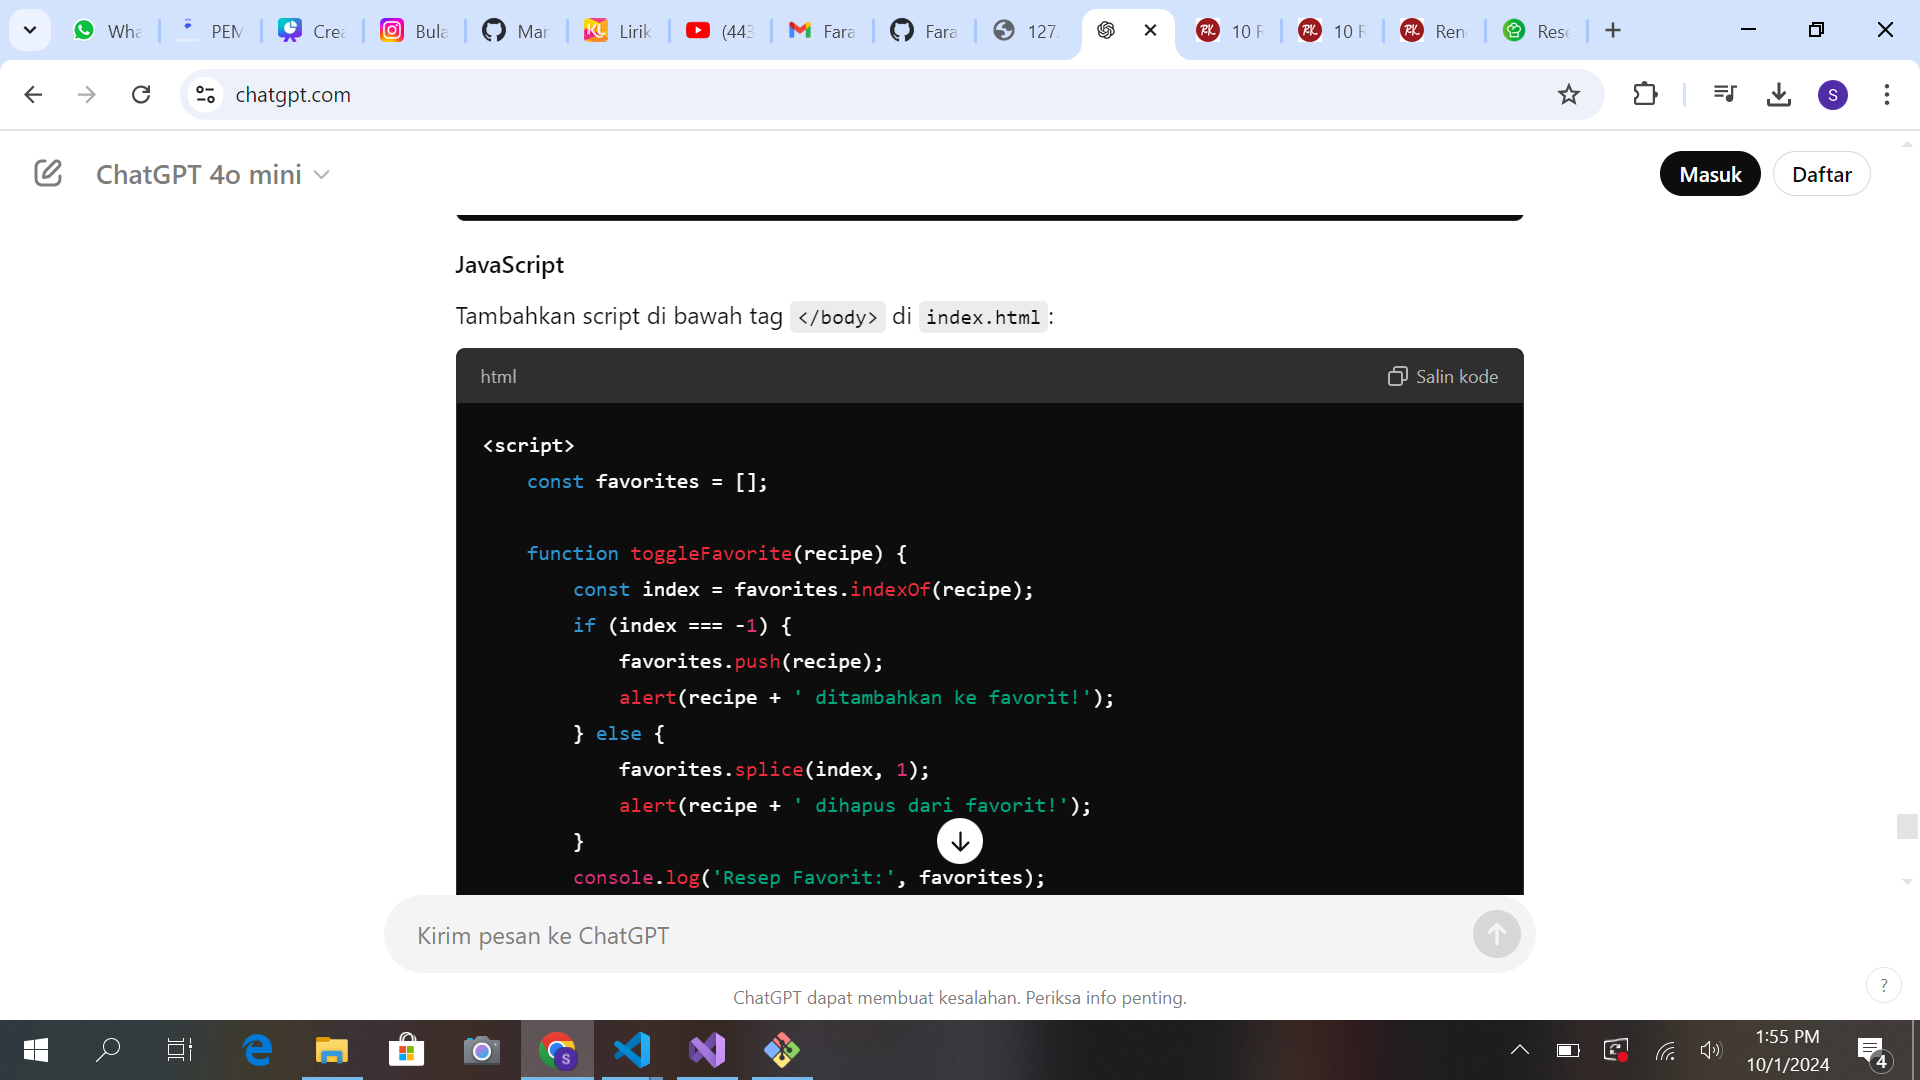 Wha
PEM
Crea
Bula
Mar
Lirik
(443
Fara
Fara
127.
10 R
10 R
Ren
Rese
chatgpt.com
S
ChatGPT 4o mini
Masuk
Daftar
JavaScript
Tambahkan script di bawah tag </body> di index.html:
html
Salin kode
<script>
const favorites = [];
function toggleFavorite(recipe) {
const index = favorites.indexOf(recipe);
if (index === -1) {
favorites.push(recipe);
alert(recipe + ' ditambahkan ke favorit!');
} else {
favorites.splice(index, 1);
alert(recipe + ' dihapus dari favorit!');
}
console.log('Resep Favorit:', favorites);
Kirim pesan ke ChatGPT
ChatGPT dapat membuat kesalahan. Periksa info penting.
?
S
1:55 PM
10/1/2024
4